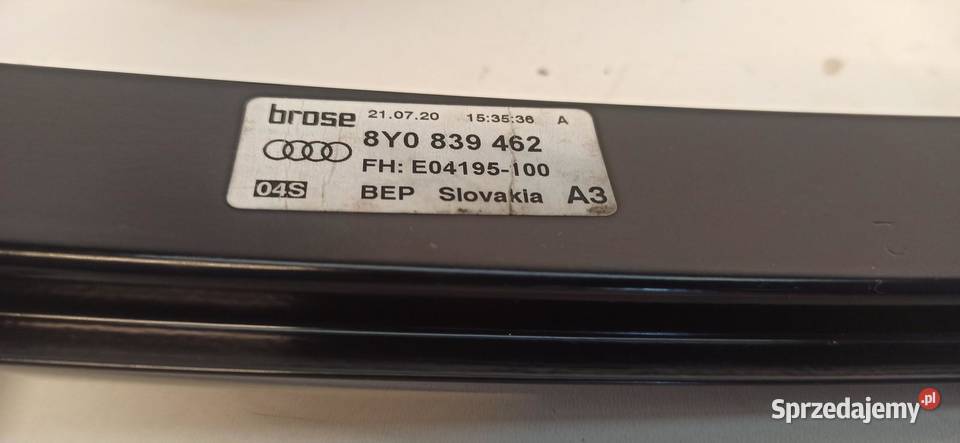 brose 21.07.20 15:35:36 A
8Y0 839 462
FH: E04195-100
04S BEP Slovakia A3
Sprzedajemy.pl